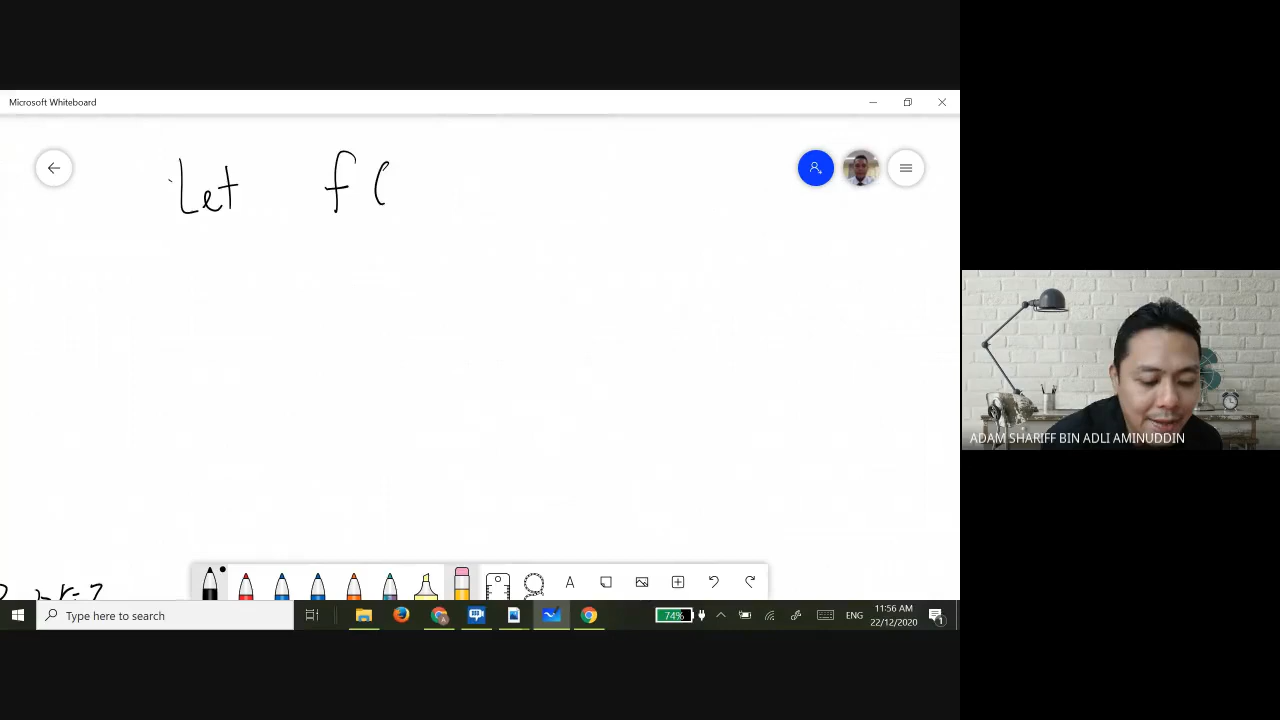 Microsoft Whiteboard
Let f(
ADAM SHARIFF BIN ADLI AMINUDDIN
A
Type here to search
74%
ENG
11:56 AM
22/12/2020
1